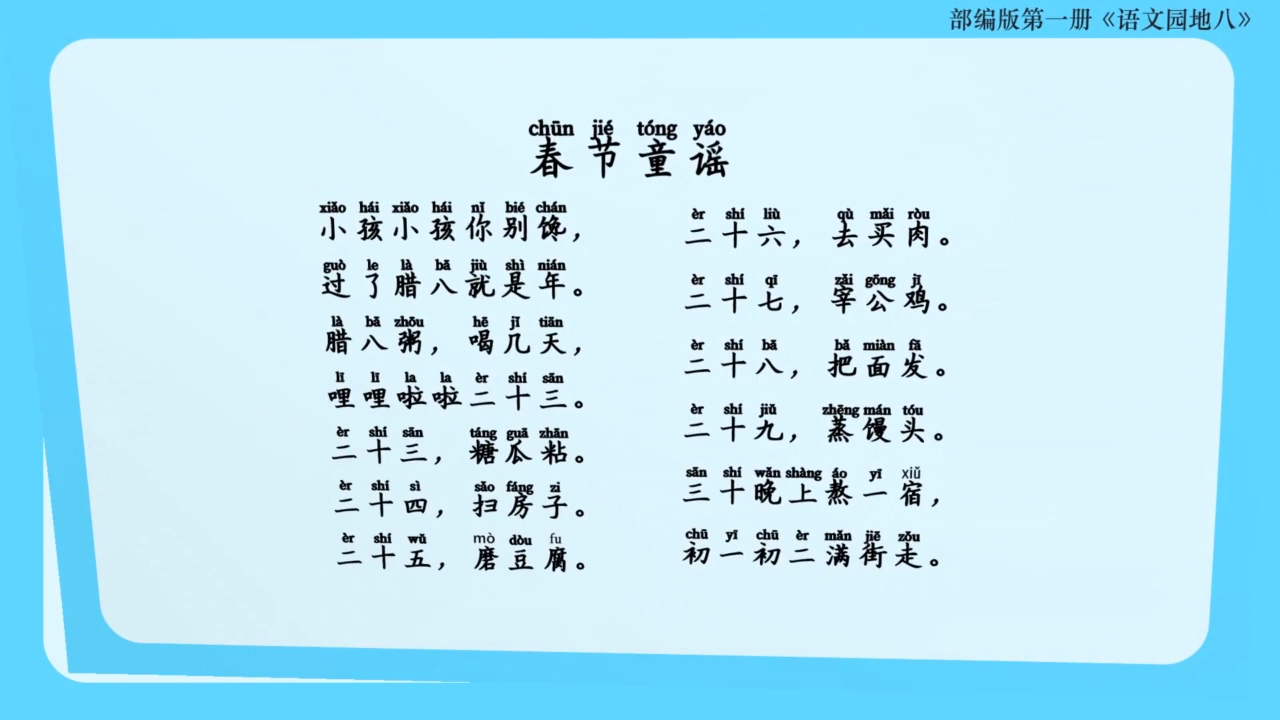 部编版第一册《语文园地八》
chūn jié tóng yáo
春节童谣
xiǎo hái xiǎo hái nǐ bié chán
小孩小孩你别馋，
guò le là bā jiù shì nián
过了腊八就是年。
là bā zhōu hē jǐ tiān
腊八粥，喝几天，
lī lī la la èr shí sān
哩哩啦啦二十三。
èr shí sān táng guā zhān
二十三，糖瓜粘。
èr shí sì sǎo fáng zi
二十四，扫房子。
èr shí wǔ mò dòu fu
二十五，磨豆腐。
èr shí liù qù mǎi ròu
二十六，去买肉。
èr shí qī zǎi gōng jī
二十七，宰公鸡。
èr shí bā bǎ miàn fā
二十八，把面发。
èr shí jiǔ zhēng mán tóu
二十九，蒸馒头。
sān shí wǎn shàng áo yī xiǔ
三十晚上熬一宿，
chū yī chū èr mǎn jiē zǒu
初一初二满街走。